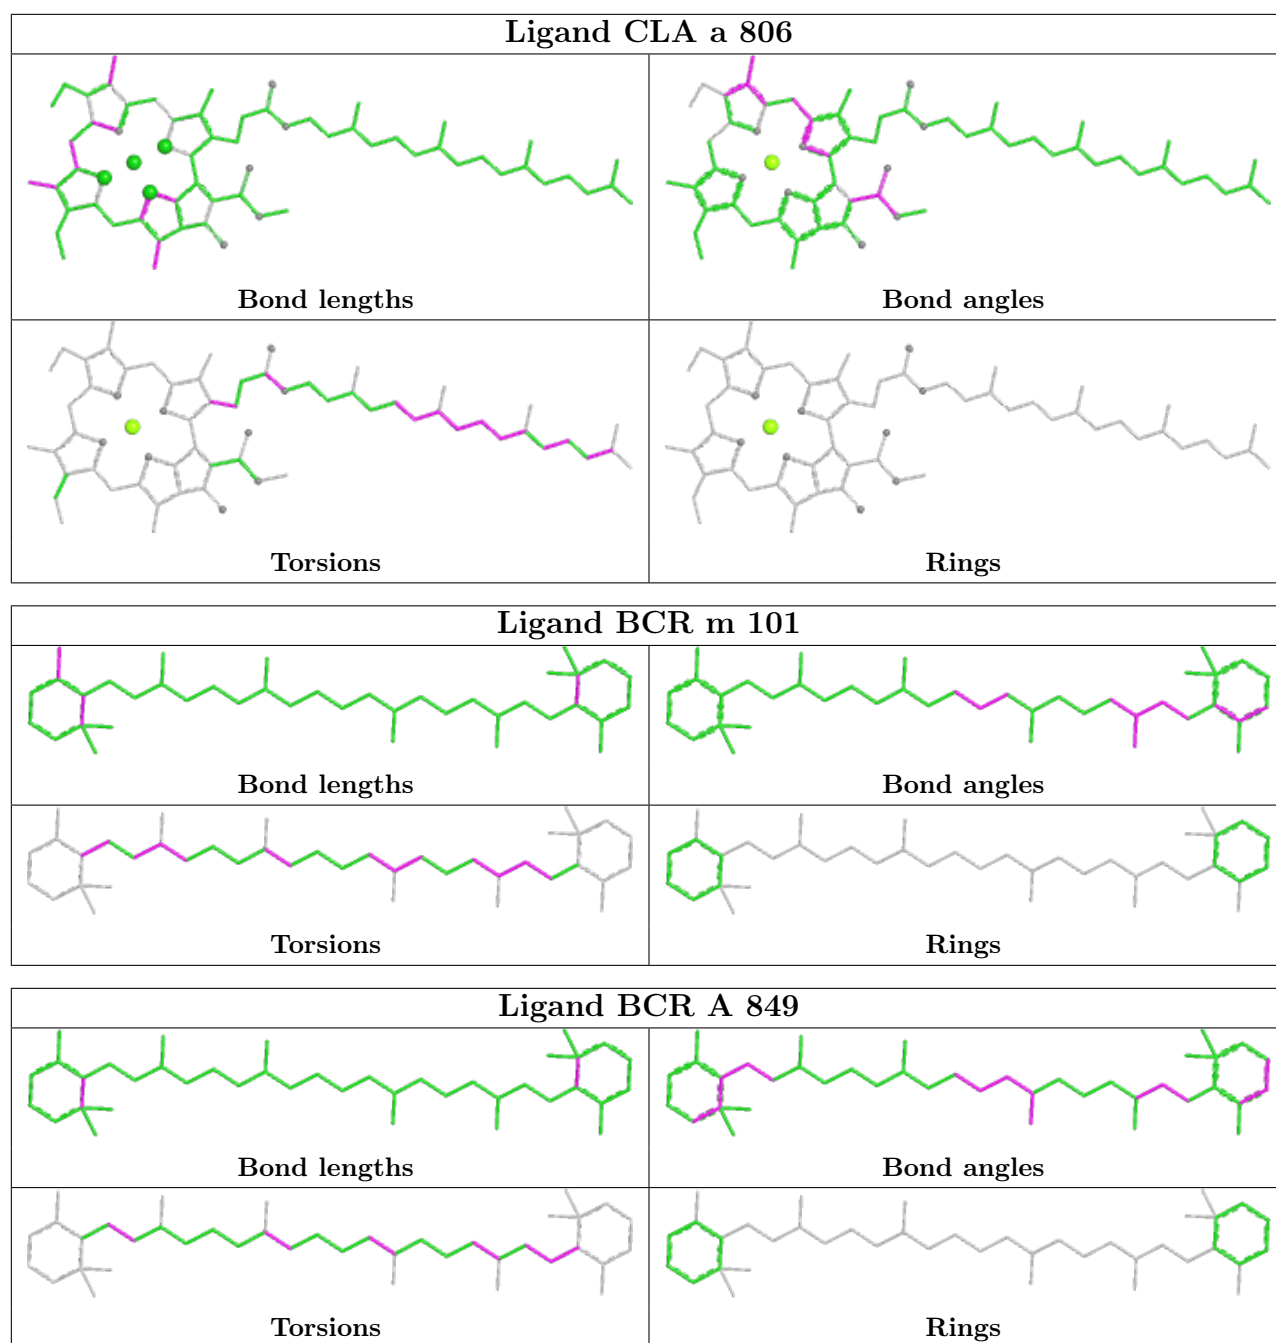 Ligand CLA a 806
Bond lengths
Bond angles
Torsions
Rings
Ligand BCR m 101
Bond lengths
Bond angles
Torsions
Rings
Ligand BCR A 849
Bond lengths
Bond angles
Torsions
Rings